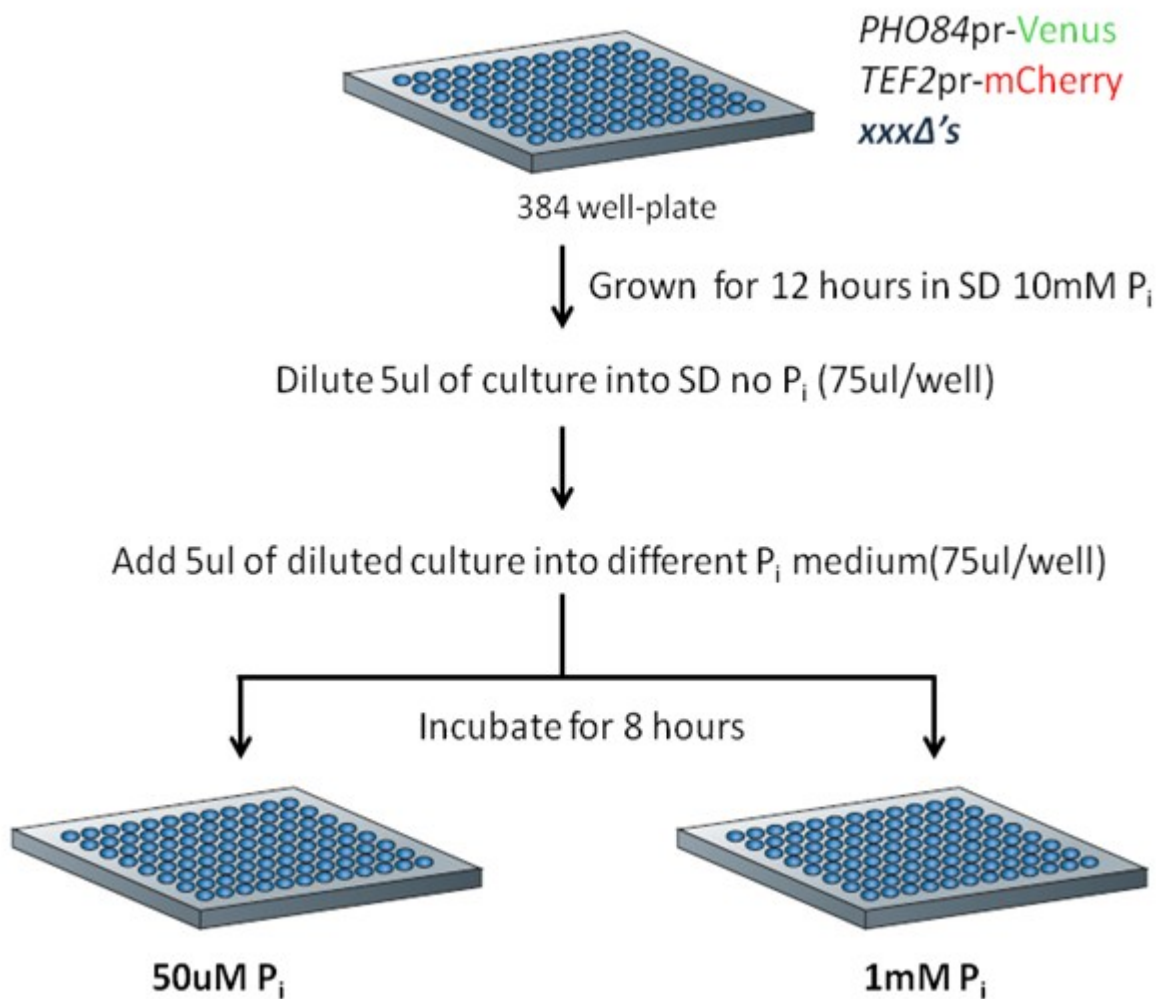 PHO84pr-Venus
TEF2pr-mCherry
xxxΔ's
384 well-plate
Grown for 12 hours in SD 10mM Pi
Dilute 5ul of culture into SD no Pi (75ul/well)
Add 5ul of diluted culture into different Pi medium(75ul/well)
Incubate for 8 hours
50uM Pi
1mM Pi